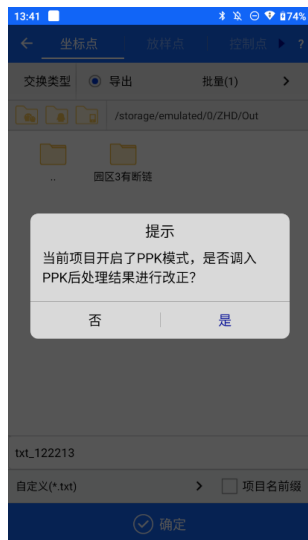 13:41 74%
坐标点 放样点 控制点 ?
交换类型 导出 批量(1)
/storage/emulated/0/ZHD/Out
.. 园区3有断链
提示
当前项目开启了PPK模式，是否调入
PPK后处理结果进行改正？
否 是
txt_122213
自定义(*.txt) 项目名前缀
确定